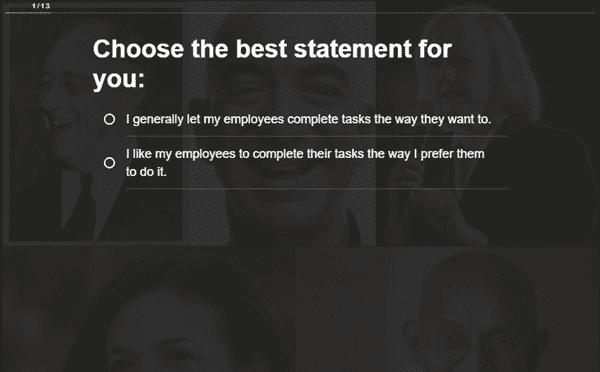 1/13
Choose the best statement for
you:
I generally let my employees complete tasks the way they want to.
I like my employees to complete their tasks the way I prefer them
to do it.